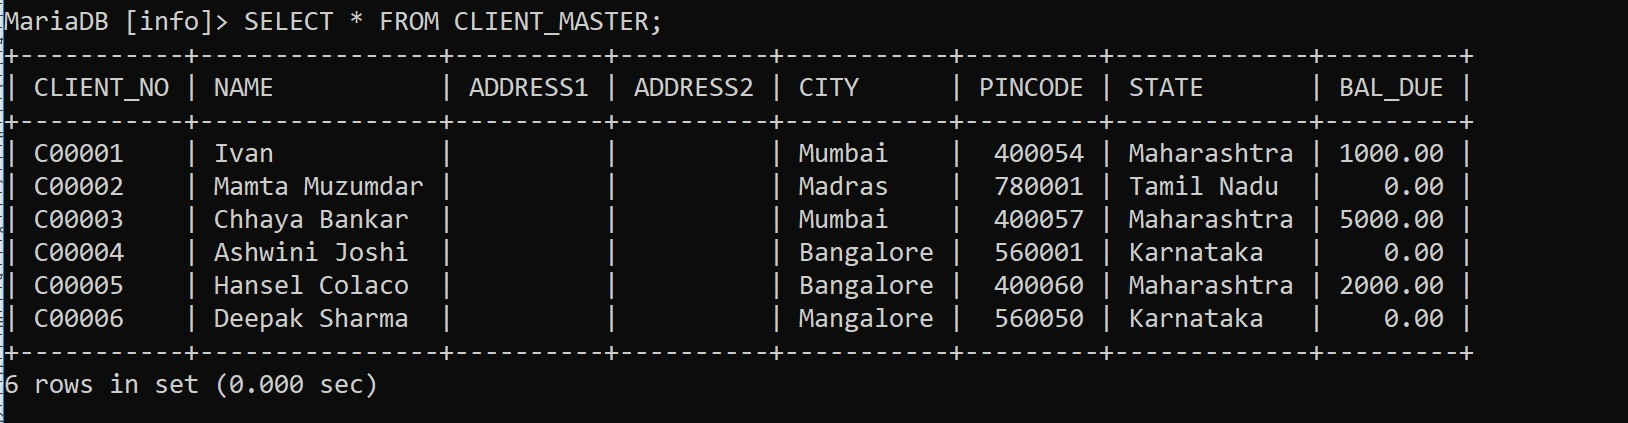 MariaDB [info]> SELECT * FROM CLIENT_MASTER;
+-----------+----------------+----------+----------+-----------+---------+-------------+---------+
| CLIENT_NO | NAME           | ADDRESS1 | ADDRESS2 | CITY      | PINCODE | STATE       | BAL_DUE |
+-----------+----------------+----------+----------+-----------+---------+-------------+---------+
| C00001    | Ivan           |          |          | Mumbai    |  400054 | Maharashtra | 1000.00 |
| C00002    | Mamta Muzumdar |          |          | Madras    |  780001 | Tamil Nadu  |    0.00 |
| C00003    | Chhaya Bankar  |          |          | Mumbai    |  400057 | Maharashtra | 5000.00 |
| C00004    | Ashwini Joshi  |          |          | Bangalore |  560001 | Karnataka   |    0.00 |
| C00005    | Hansel Colaco  |          |          | Bangalore |  400060 | Maharashtra | 2000.00 |
| C00006    | Deepak Sharma  |          |          | Mangalore |  560050 | Karnataka   |    0.00 |
+-----------+----------------+----------+----------+-----------+---------+-------------+---------+
6 rows in set (0.000 sec)